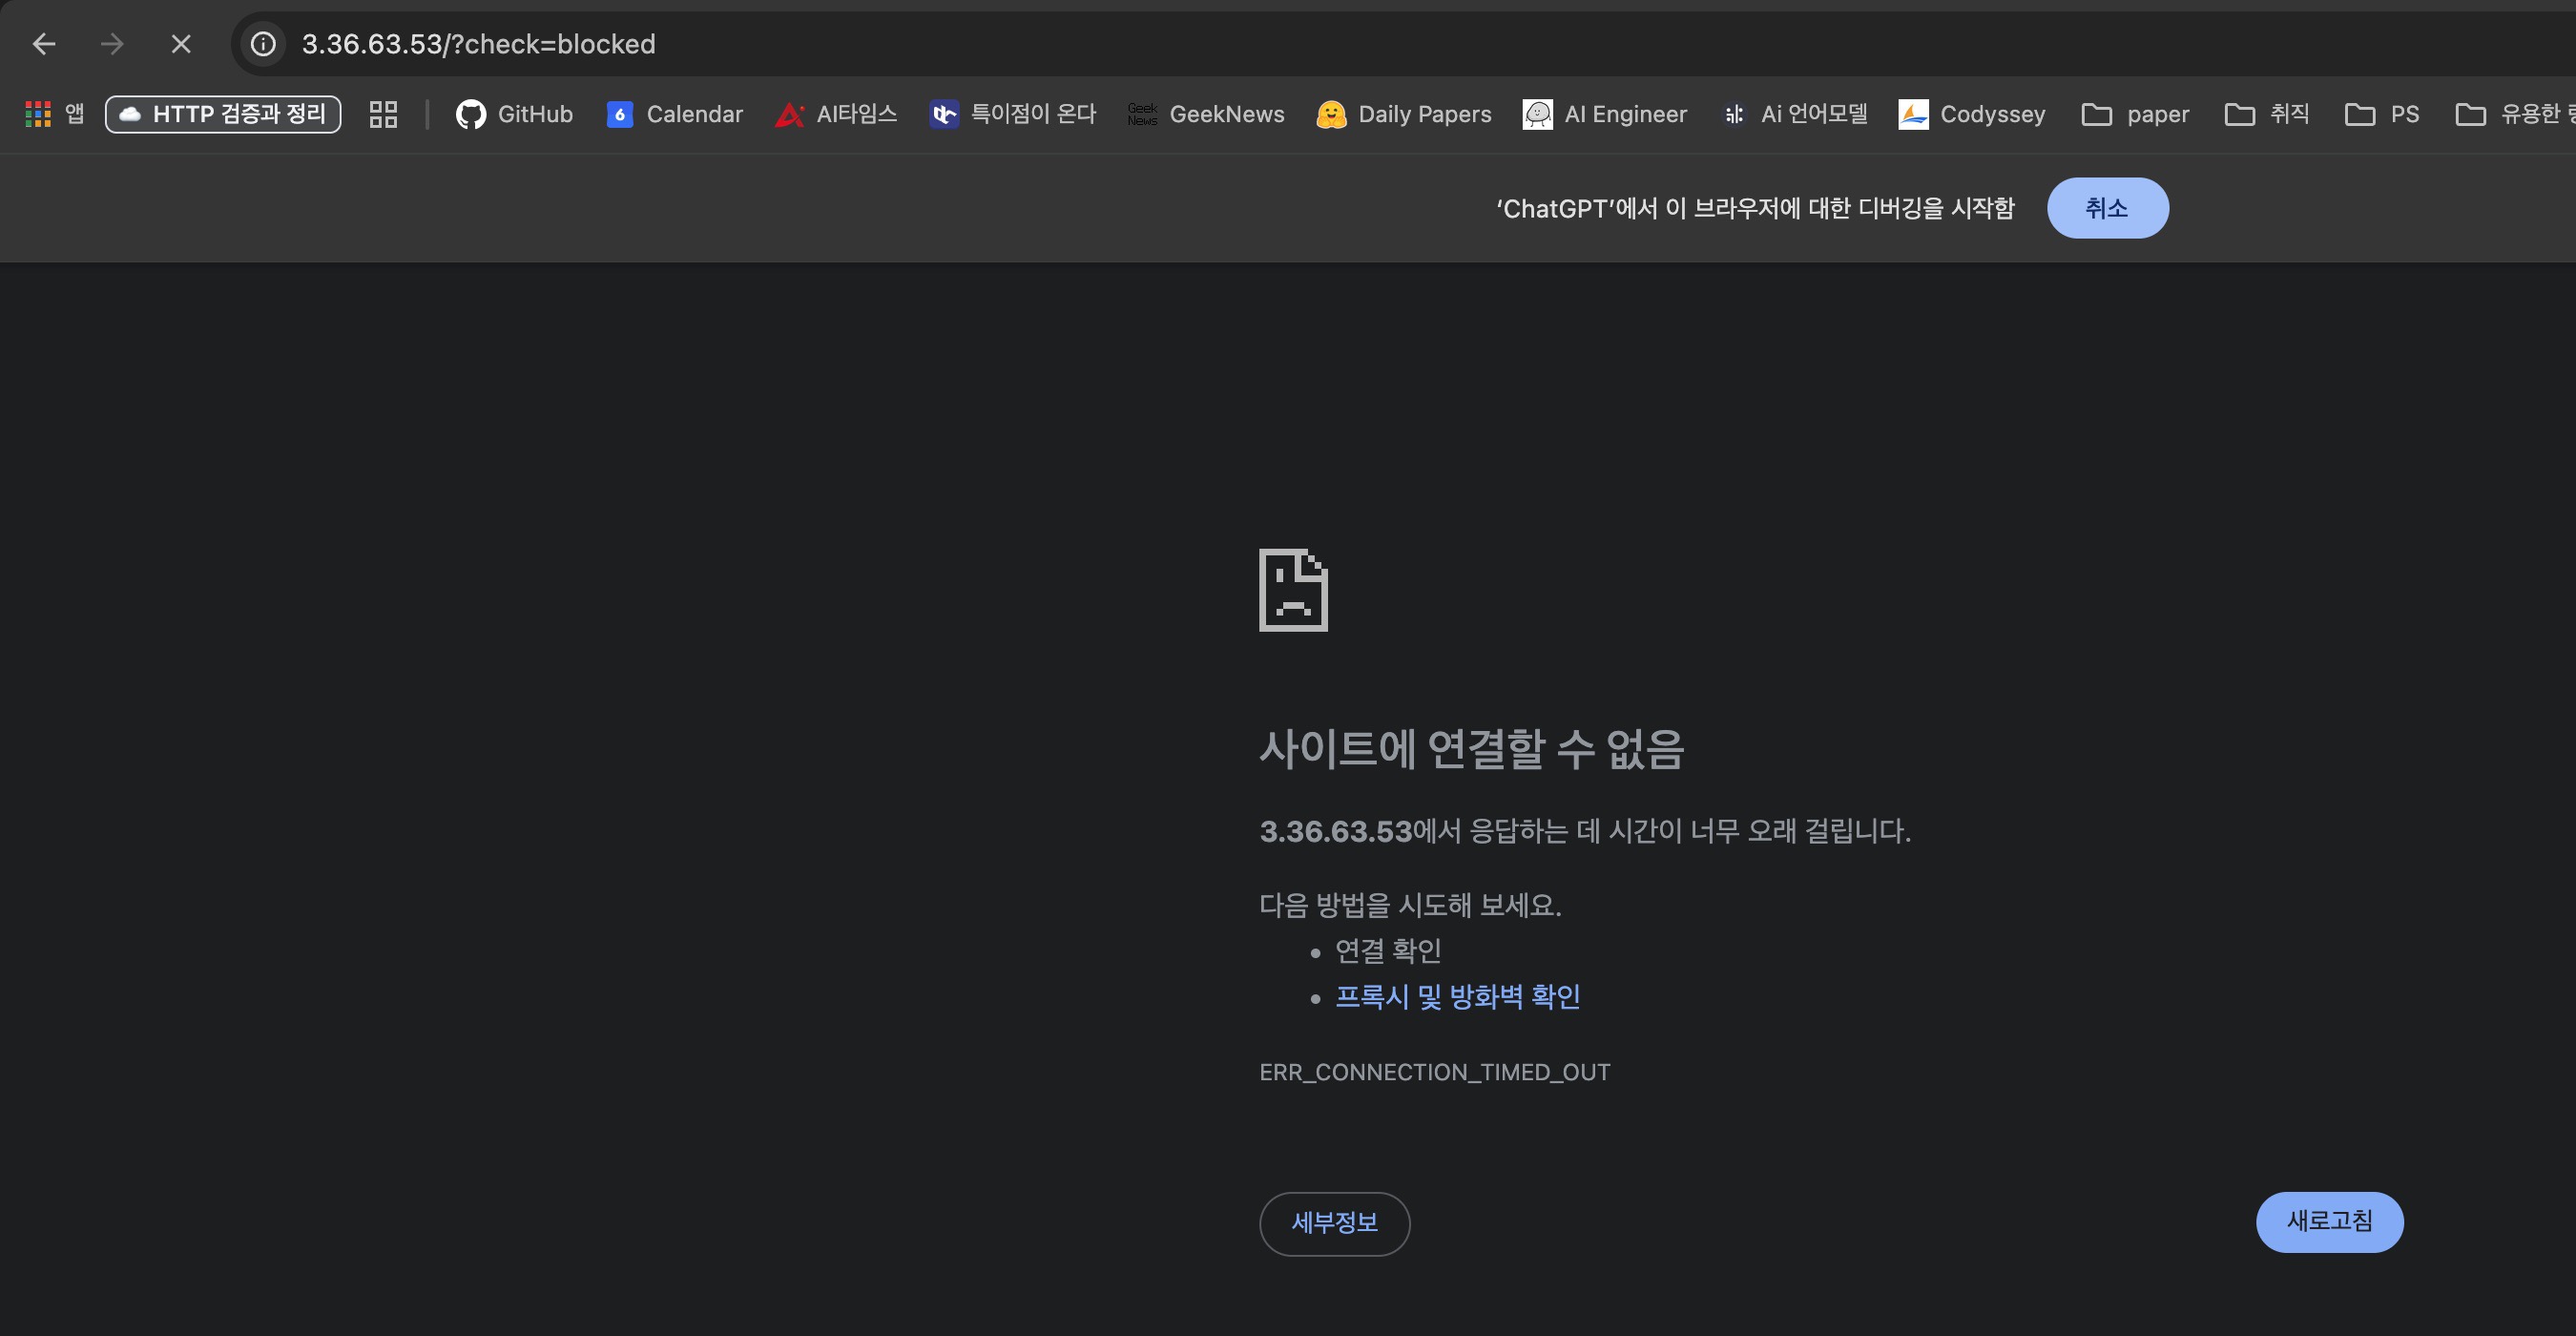 3.36.63.53/?check=blocked
앱 HTTP 검증과 정리 GitHub 6 Calendar AI타임스 특이점이 온다 Geek News GeekNews Daily Papers AI Engineer Ai 언어모델 Codyssey paper 취직 PS 유용한
‘ChatGPT’에서 이 브라우저에 대한 디버깅을 시작함 취소
사이트에 연결할 수 없음
3.36.63.53에서 응답하는 데 시간이 너무 오래 걸립니다.
다음 방법을 시도해 보세요.
• 연결 확인
• 프록시 및 방화벽 확인
ERR_CONNECTION_TIMED_OUT
세부정보 새로고침